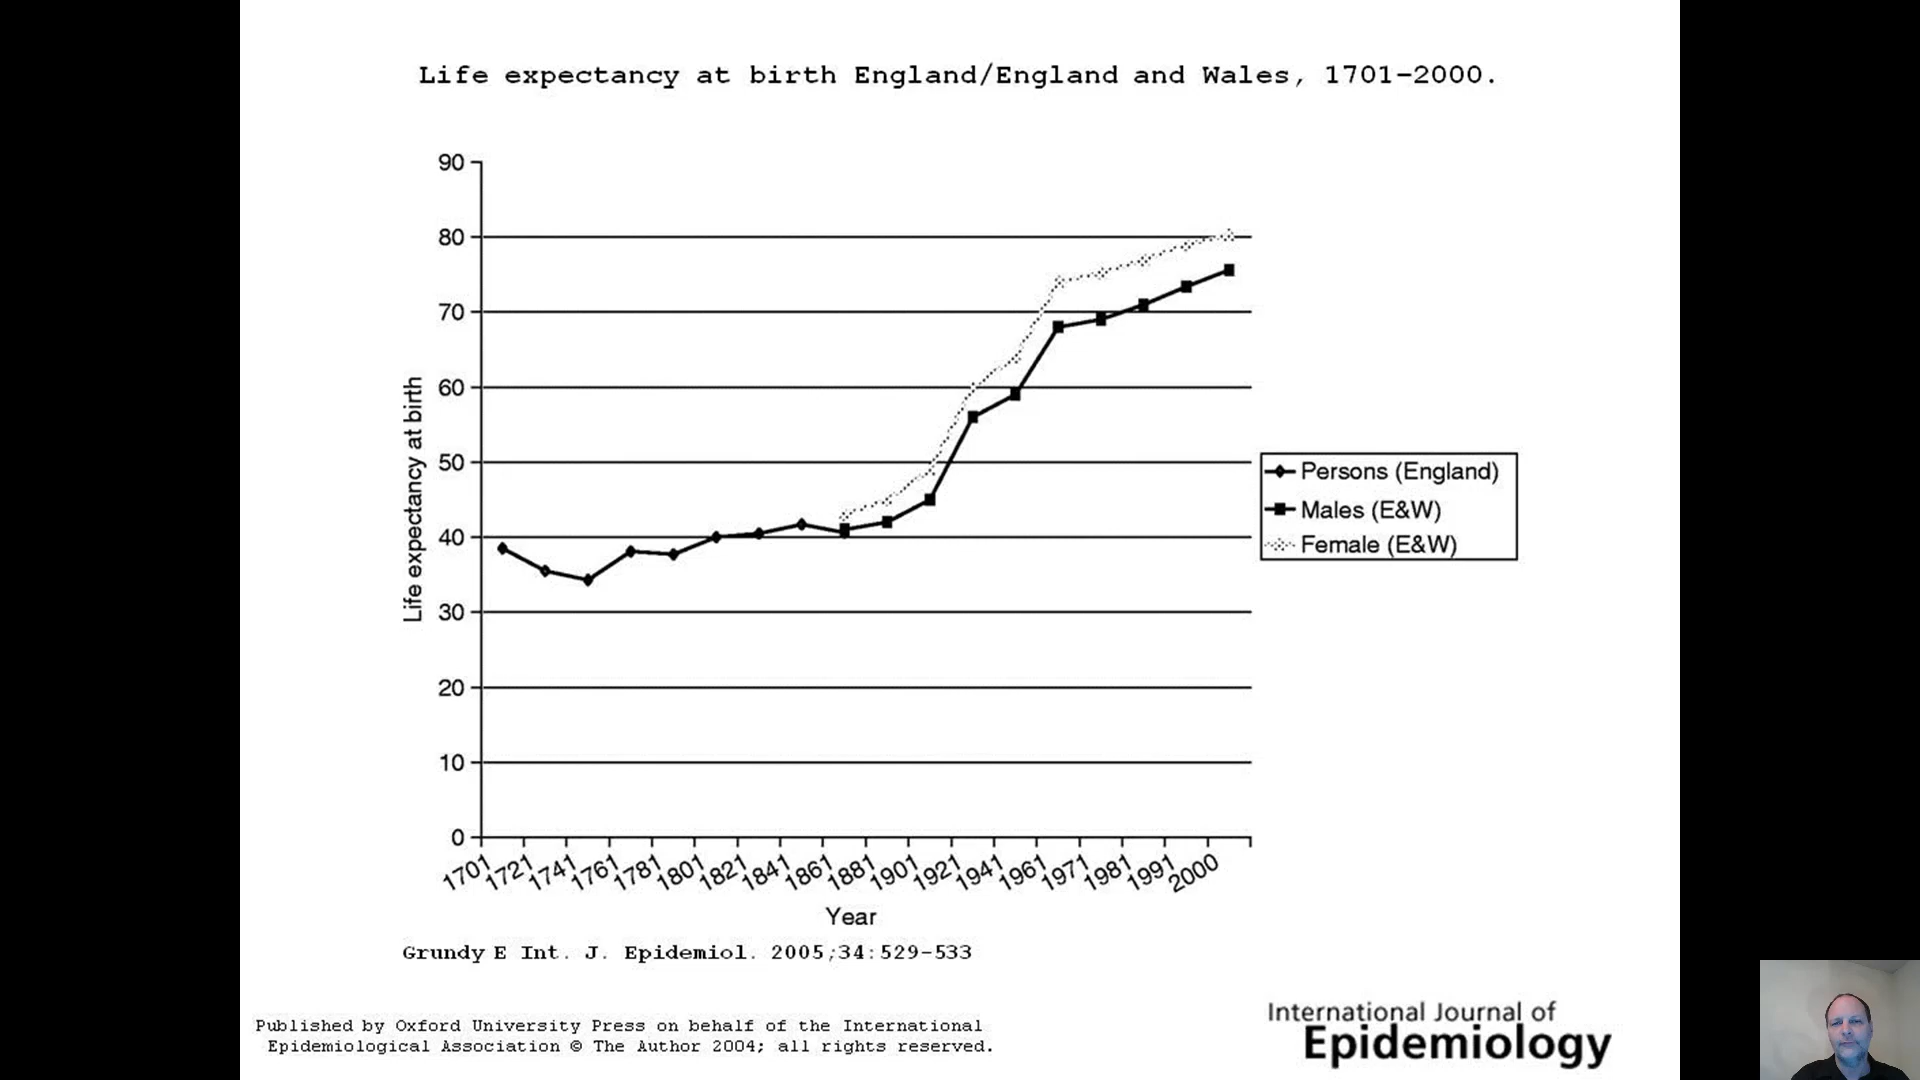 Life expectancy at birth England/England and Wales, 1701-2000.
90
80
70
60
50
40
30
20
10
0
Life expectancy at birth
1701 1721 1741 1761 1781 1801 1821 1841 1861 1881 1901 1921 1941 1961 1971 1981 1991 2000
Year
Persons (England)
Males (E&W)
Female (E&W)
Grundy E Int. J. Epidemiol. 2005;34:529-533
Published by Oxford University Press on behalf of the International
Epidemiological Association © The Author 2004; all rights reserved.
International Journal of
Epidemiology